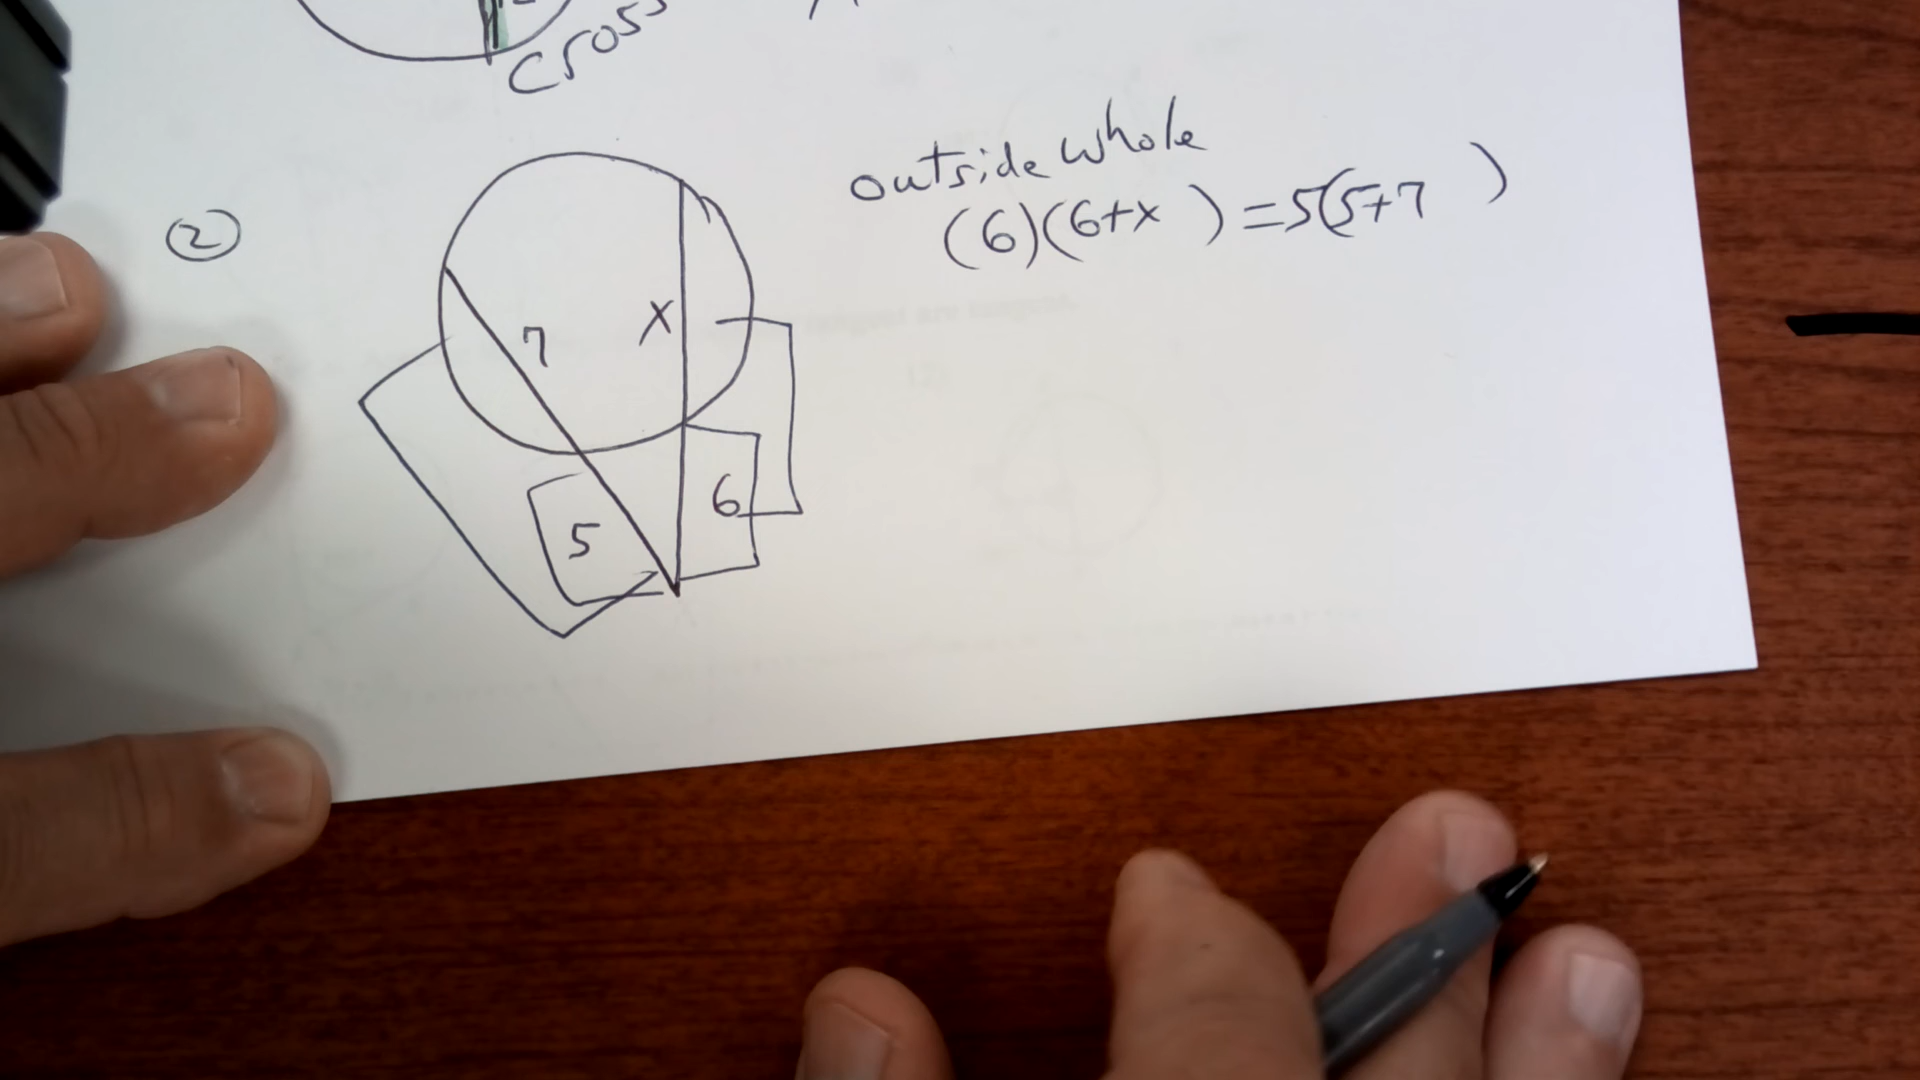 Cross
outside whole
(6)(6+x ) =5(5+7 )
②
7
X
5
6